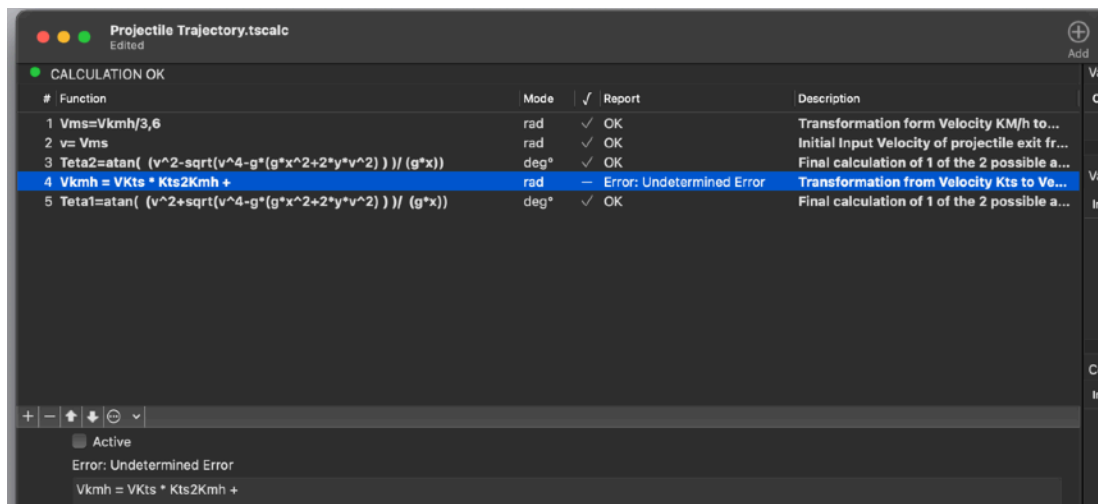 Projectile Trajectory.tscalc
Edited
Add
CALCULATION OK
# Function Mode √ Report Description
1 Vms=Vkmh/3,6 rad ✓ OK Transformation form Velocity KM/h to...
2 v= Vms rad ✓ OK Initial Input Velocity of projectile exit fr...
3 Teta2=atan( (v^2-sqrt(v^4-g*(g*x^2+2*y*v^2) ) )/ (g*x)) deg° ✓ OK Final calculation of 1 of the 2 possible a...
4 Vkmh = VKts * Kts2Kmh + rad — Error: Undetermined Error Transformation from Velocity Kts to Ve...
5 Teta1=atan( (v^2+sqrt(v^4-g*(g*x^2+2*y*v^2) ) )/ (g*x)) deg° ✓ OK Final calculation of 1 of the 2 possible a...
Active
Error: Undetermined Error
Vkmh = VKts * Kts2Kmh +